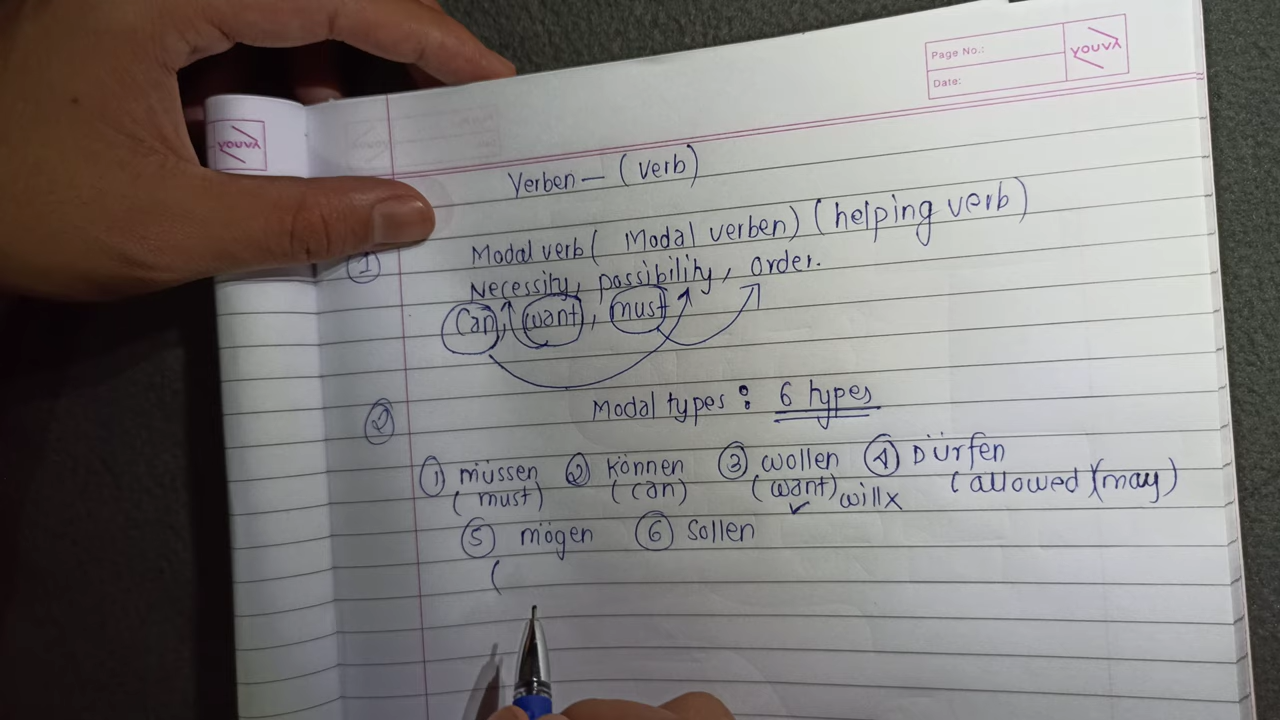 Page No.:
Date:
YOUVA
YOUVA
Verben — (verb)
① Modal verb( Modal verben) (helping verb)
Necessity, possibility, order.
Can, want, must
② Modal types : 6 types
① müssen ② können ③ wollen ④ Dürfen
(must) (can) (want) will× (allowed)(may)
⑤ mögen ⑥ sollen
(